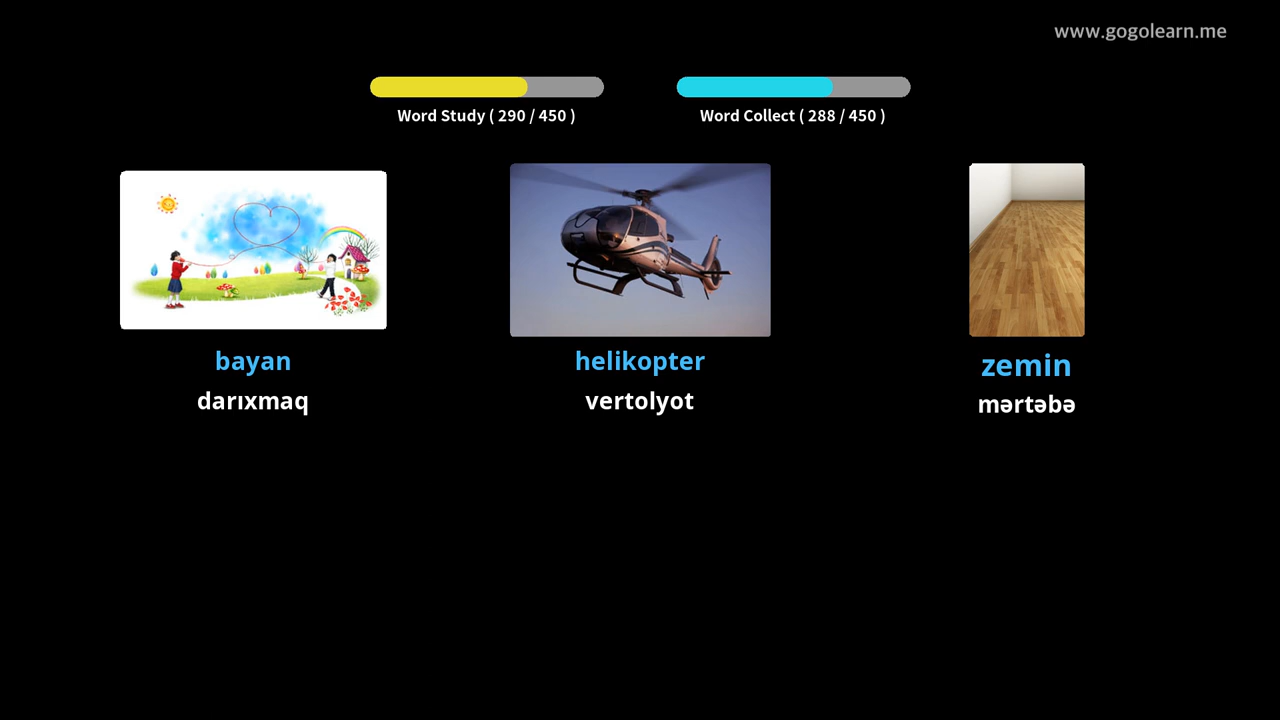 www.gogolearn.me
Word Study ( 290 / 450 )
Word Collect ( 288 / 450 )
bayan
darıxmaq
helikopter
vertolyot
zemin
mərtəbə